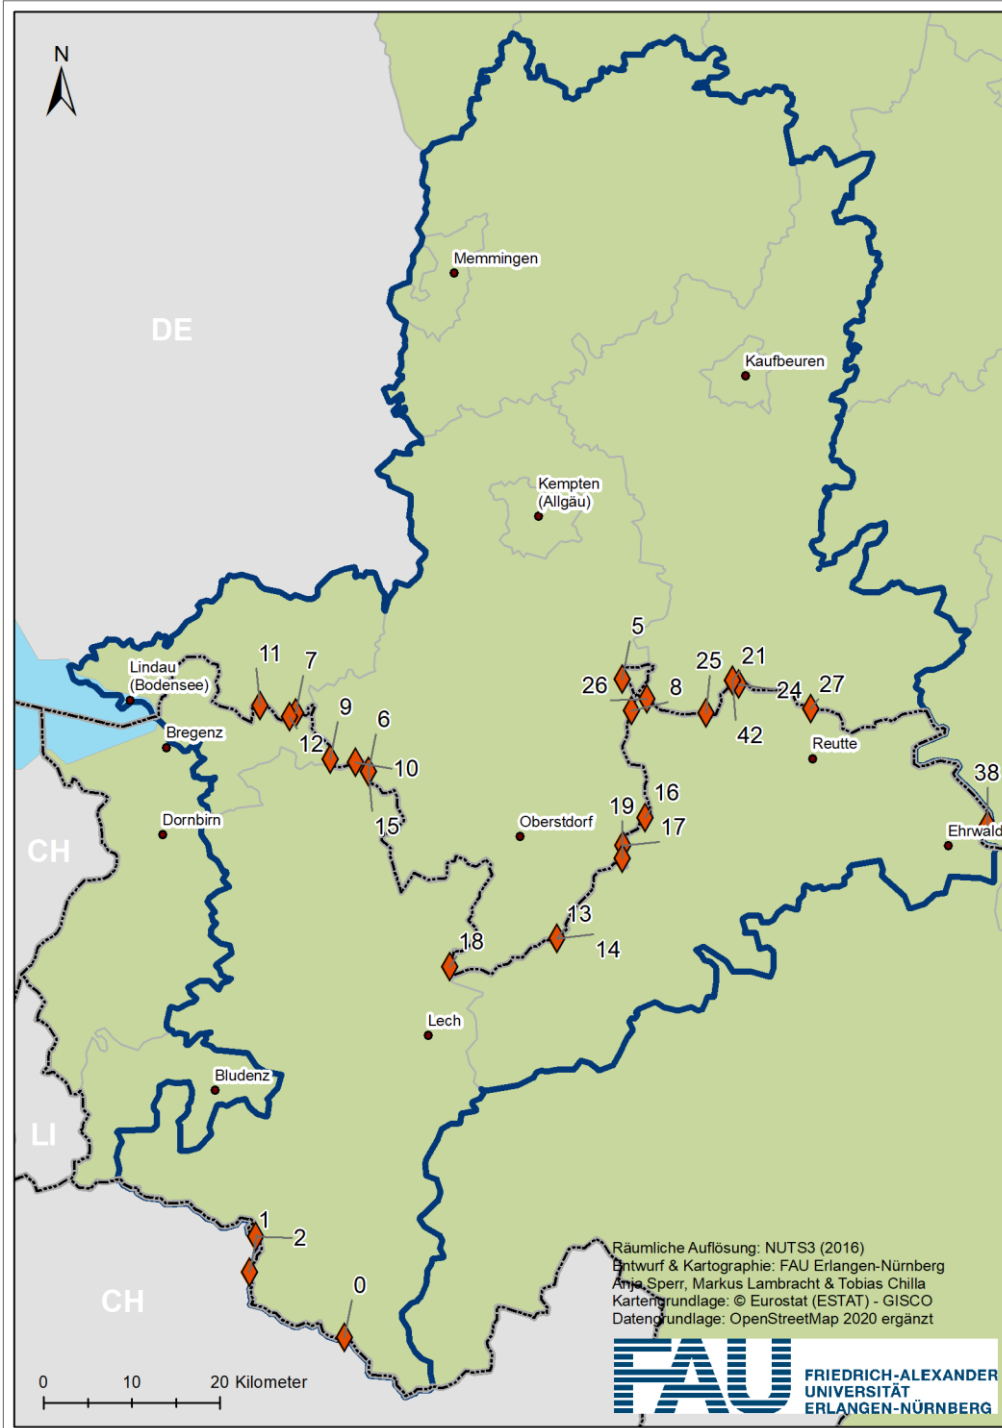 N
Memmingen
DE
Kaufbeuren
Kempten
(Allgäu)
5
11
7
25
21
Lindau
(Bodensee)
26
8
24
27
9
6
12
42
Bregenz
Reutte
10
38
16
19
Dornbirn
15
Oberstdorf
17
CH
Ehrwald
13
18
14
Lech
Bludenz
LI
1
2
CH
0
Räumliche Auflösung: NUTS3 (2016)
Entwurf & Kartographie: FAU Erlangen-Nürnberg
Anja Sperr, Markus Lambracht & Tobias Chilla
Kartengrundlage: © Eurostat (ESTAT) - GISCO
Datengrundlage: OpenStreetMap 2020 ergänzt
0 10 20 Kilometer
FAU
FRIEDRICH-ALEXANDER
UNIVERSITÄT
ERLANGEN-NÜRNBERG